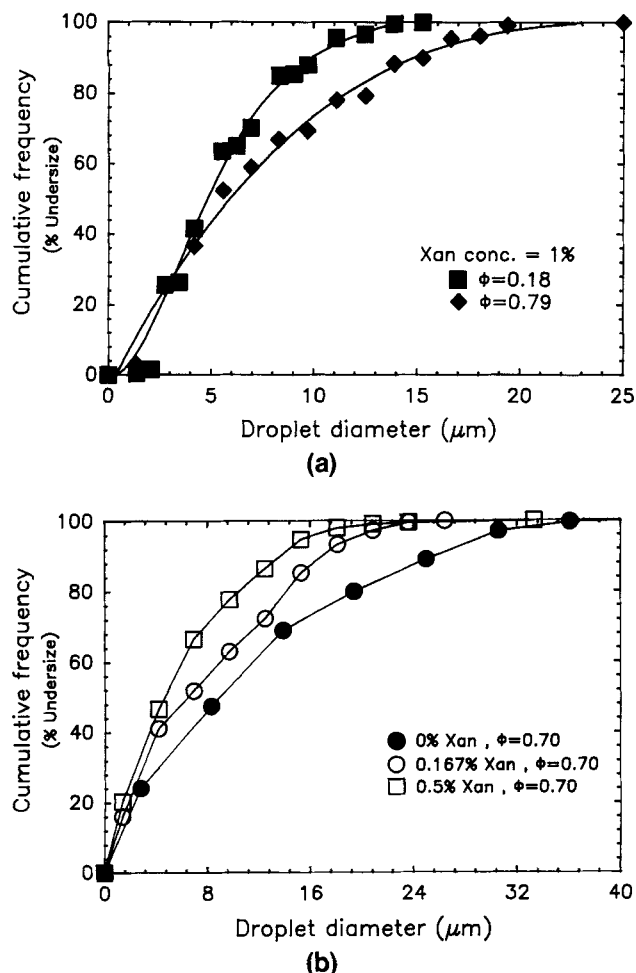 100
80
60
40
20
0
Cumulative frequency
(% Undersize)
Xan conc. = 1%
Φ=0.18
Φ=0.79
0 5 10 15 20 25
Droplet diameter (μm)
(a)
100
80
60
40
20
0
Cumulative frequency
(% Undersize)
0% Xan , Φ=0.70
0.167% Xan , Φ=0.70
0.5% Xan , Φ=0.70
0 8 16 24 32 40
Droplet diameter (μm)
(b)